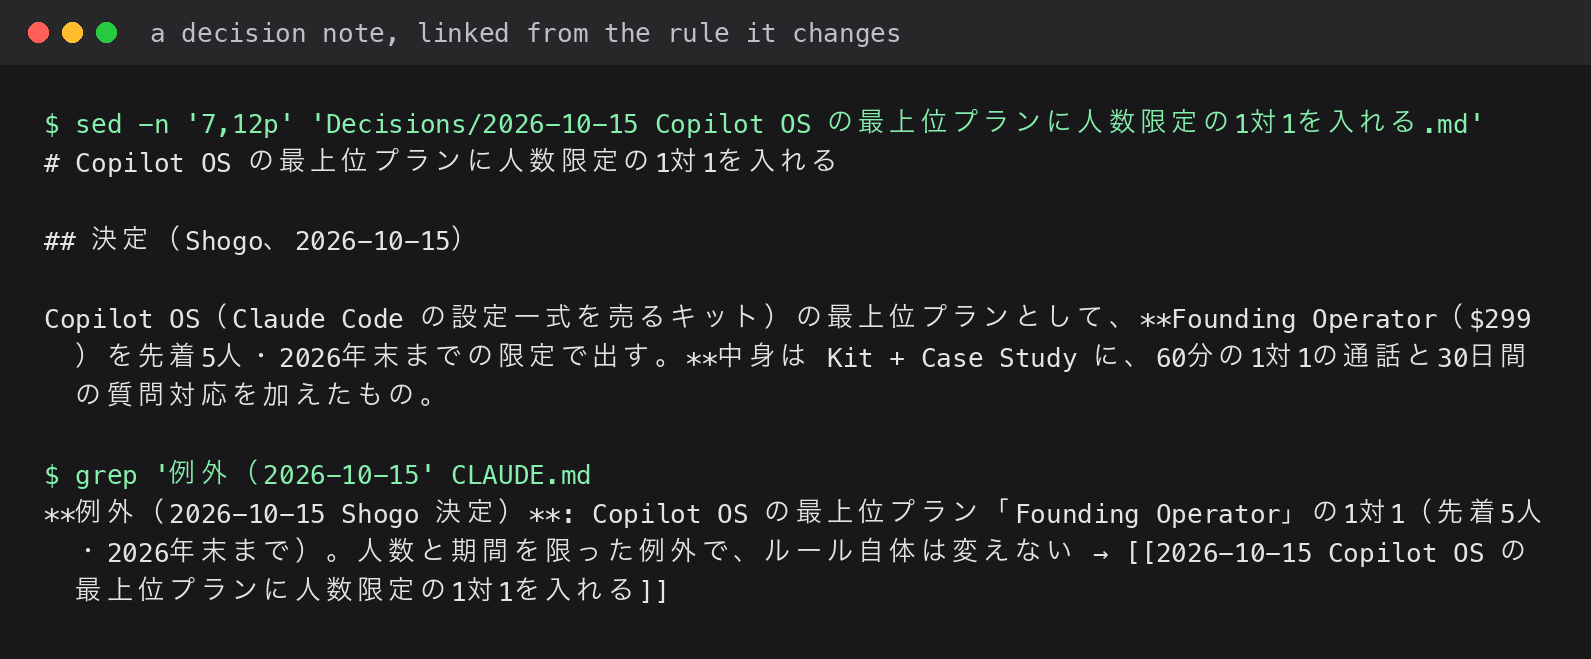 a decision note, linked from the rule it changes
$ sed -n '7,12p' 'Decisions/2026-10-15 Copilot OS の最上位プランに人数限定の1対1を入れる.md'
# Copilot OS の最上位プランに人数限定の1対1を入れる
## 決定（Shogo、2026-10-15）
Copilot OS（Claude Code の設定一式を売るキット）の最上位プランとして、**Founding Operator（$299
）を先着5人・2026年末までの限定で出す。**中身は Kit + Case Study に、60分の1対1の通話と30日間
の質問対応を加えたもの。
$ grep '例外（2026-10-15' CLAUDE.md
**例外（2026-10-15 Shogo 決定）**: Copilot OS の最上位プラン「Founding Operator」の1対1（先着5人
・2026年末まで）。人数と期間を限った例外で、ルール自体は変えない → [[2026-10-15 Copilot OS の
最上位プランに人数限定の1対1を入れる]]